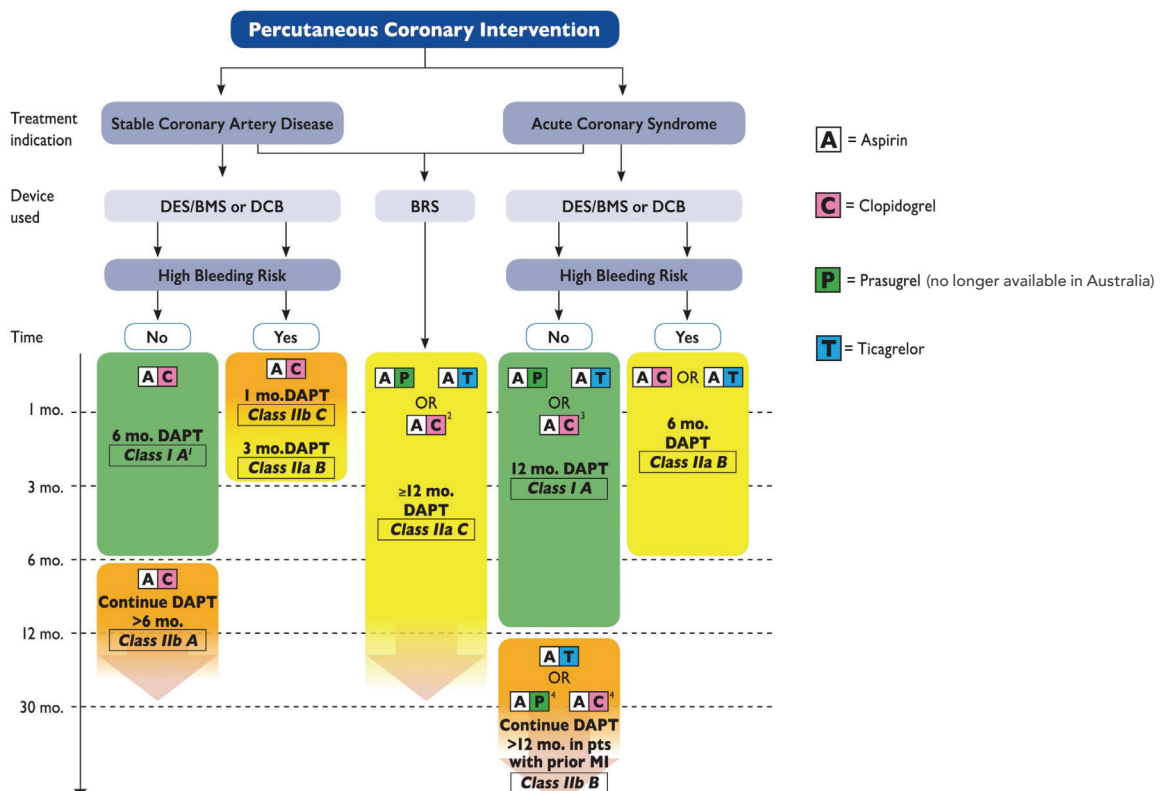 Percutaneous Coronary Intervention
Treatment
indication
Stable Coronary Artery Disease
Acute Coronary Syndrome
Device
used
DES/BMS or DCB
BRS
DES/BMS or DCB
High Bleeding Risk
High Bleeding Risk
Time
No
Yes
No
Yes
1 mo.
3 mo.
6 mo.
12 mo.
30 mo.
A C
6 mo. DAPT
Class I A1
A C
Continue DAPT
>6 mo.
Class IIb A
A C
1 mo.DAPT
Class IIb C
3 mo.DAPT
Class IIa B
A P A T
OR
A C 2
≥12 mo.
DAPT
Class IIa C
A P A T
OR
A C 3
12 mo. DAPT
Class I A
A T
OR
A P 4 A C 4
Continue DAPT
>12 mo. in pts
with prior MI
Class IIb B
A C OR A T
6 mo.
DAPT
Class IIa B
A = Aspirin
C = Clopidogrel
P = Prasugrel (no longer available in Australia)
T = Ticagrelor